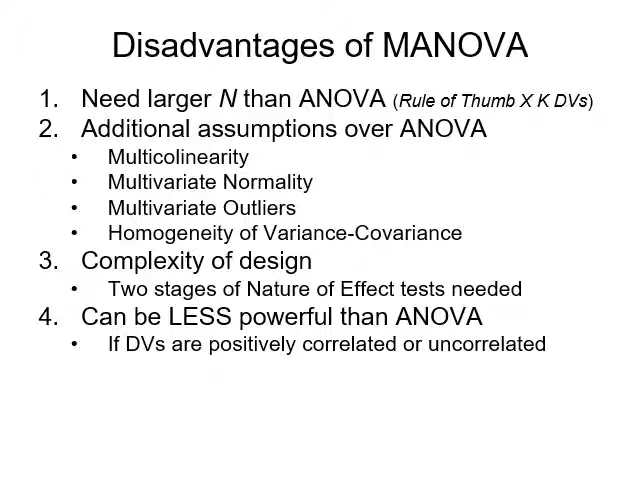 Disadvantages of MANOVA
1. Need larger N than ANOVA (Rule of Thumb X K DVs)
2. Additional assumptions over ANOVA
• Multicolinearity
• Multivariate Normality
• Multivariate Outliers
• Homogeneity of Variance-Covariance
3. Complexity of design
• Two stages of Nature of Effect tests needed
4. Can be LESS powerful than ANOVA
• If DVs are positively correlated or uncorrelated